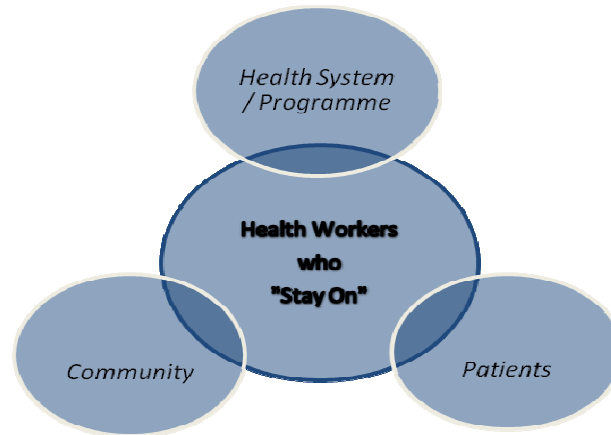 Health System
/ Programme
Health Workers
who
"Stay On"
Community
Patients